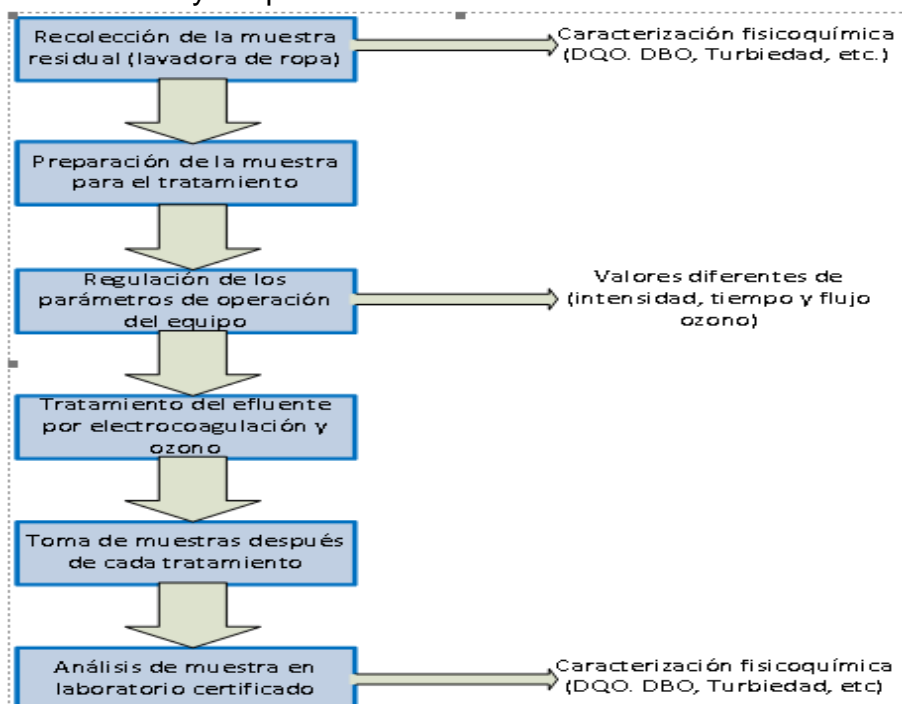 Recolección de la muestra
residual (lavadora de ropa)
Caracterización fisicoquímica
(DQO. DBO, Turbiedad, etc.)
Preparación de la muestra
para el tratamiento
Regulación de los
parámetros de operación
del equipo
Valores diferentes de
(intensidad, tiempo y flujo
ozono)
Tratamiento del efluente
por electrocoagulación y
ozono
Toma de muestras después
de cada tratamiento
Análisis de muestra en
laboratorio certificado
Caracterización fisicoquímica
(DQO. DBO, Turbiedad, etc)